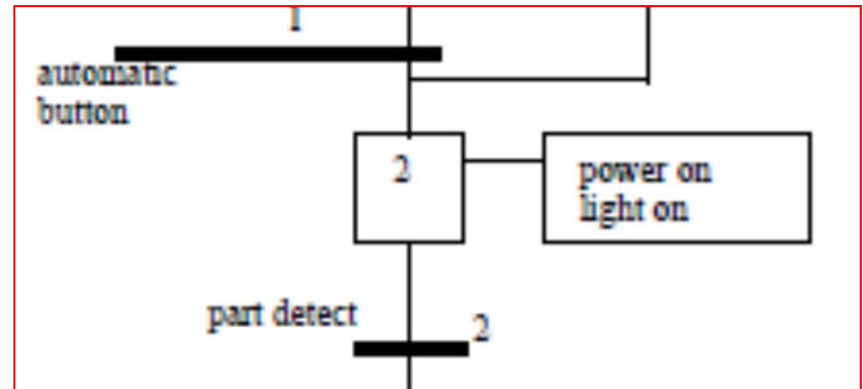 1
automatic
button
2
power on
light on
part detect
2